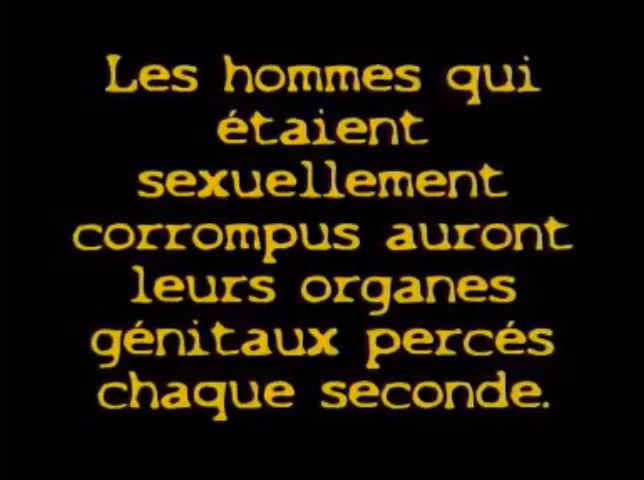 Les hommes qui
étaient
sexuellement
corrompus auront
leurs organes
génitaux percés
chaque seconde.